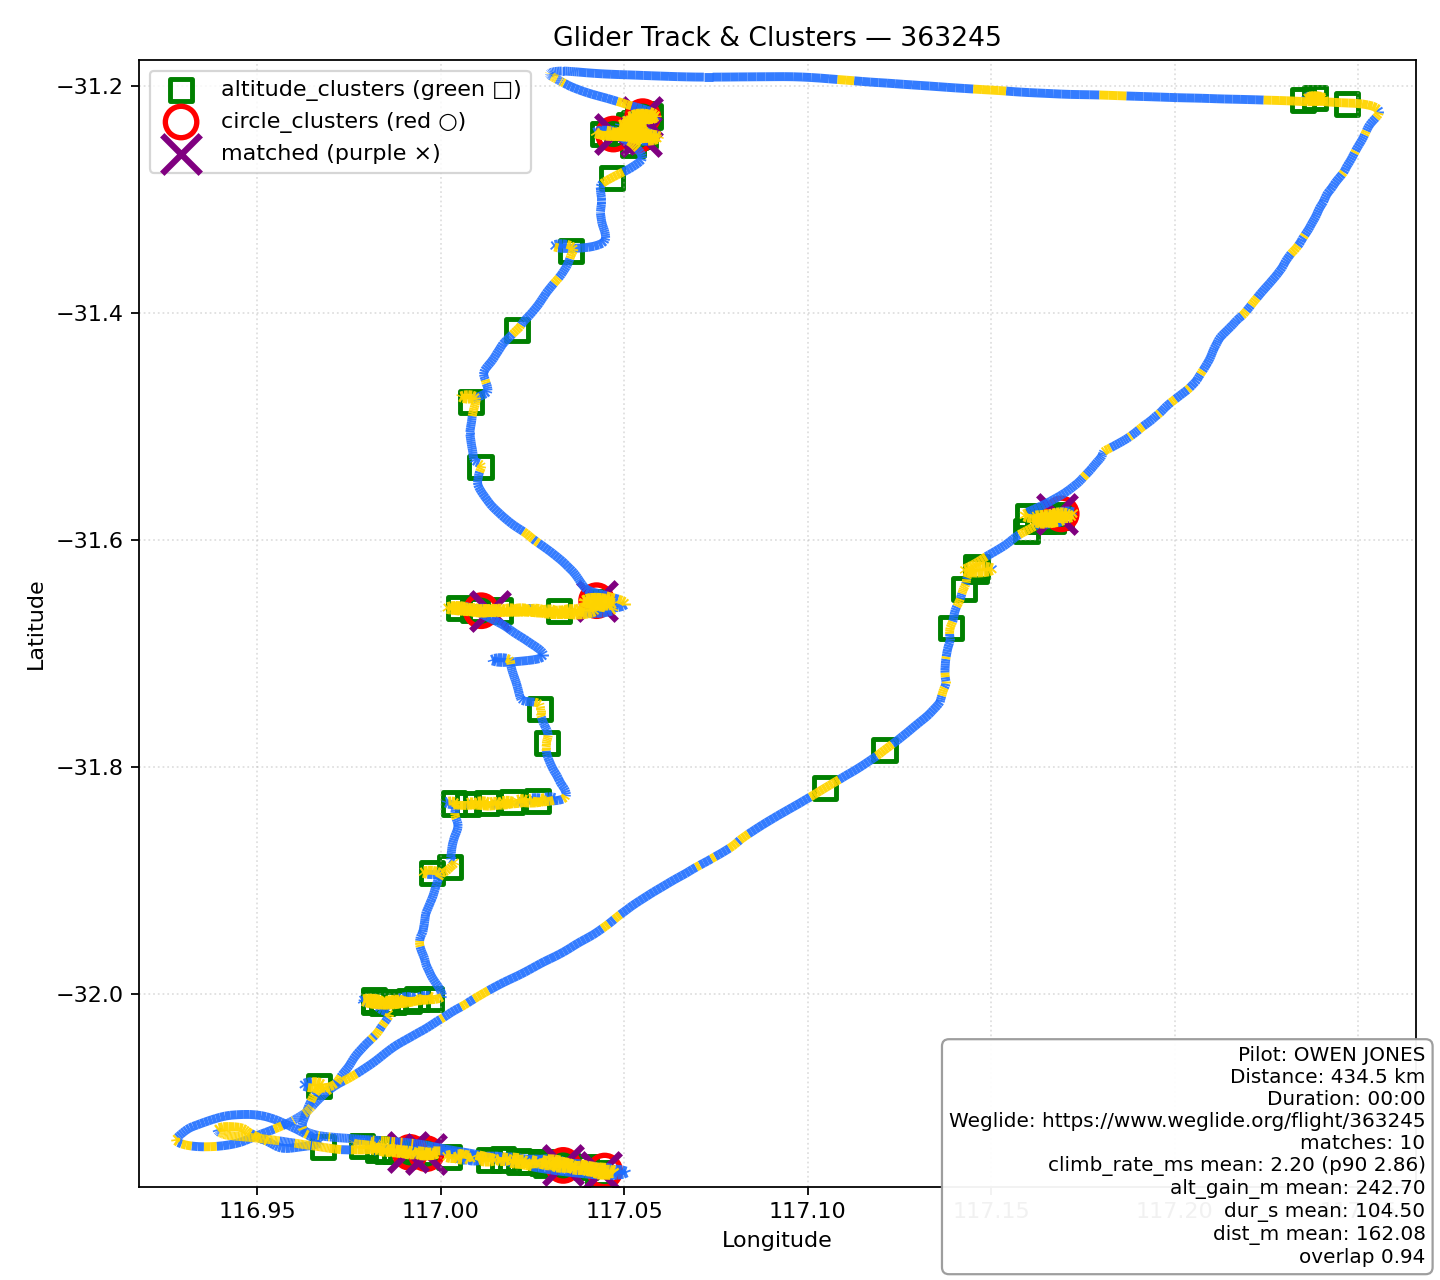 Glider Track & Clusters — 363245
altitude_clusters (green □)
circle_clusters (red ○)
matched (purple ×)
Latitude
−31.2
−31.4
−31.6
−31.8
−32.0
116.95
117.00
117.05
117.10
117.15
117.20
Longitude
Pilot: OWEN JONES
Distance: 434.5 km
Duration: 00:00
Weglide: https://www.weglide.org/flight/363245
matches: 10
climb_rate_ms mean: 2.20 (p90 2.86)
alt_gain_m mean: 242.70
dur_s mean: 104.50
dist_m mean: 162.08
overlap 0.94